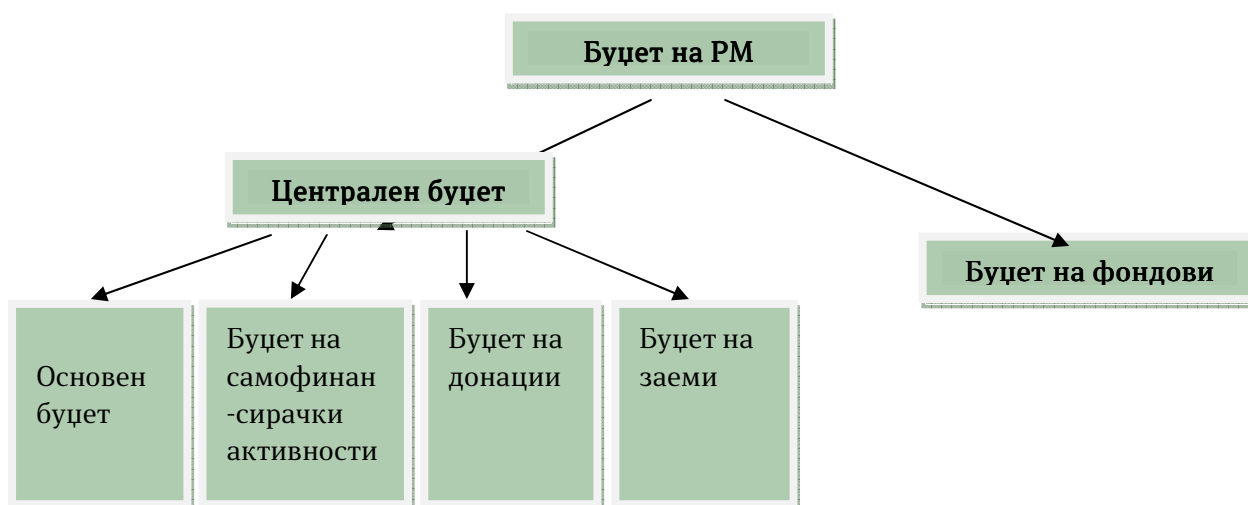 Буџет на РМ
Централен буџет
Буџет на фондови
Основен
буџет
Буџет на
самофинан
-сирачки
активности
Буџет на
донации
Буџет на
заеми